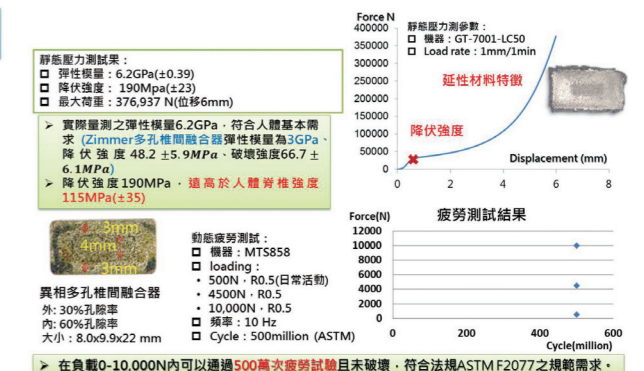 靜態壓力測試果：
彈性模量：6.2GPa(±0.39)
降伏強度： 190Mpa(±23)
最大荷重：376,937 N(位移6mm)
實際量測之彈性模量6.2GPa，符合人體基本需
求 (Zimmer多孔椎間融合器彈性模量為3GPa、
降伏強度48.2 ±5.9MPa、破壞強度66.7 ±
6.1MPa)
降伏強度190MPa，遠高於人體脊椎強度
115MPa(±35)
Force N
400000
350000
300000
250000
200000
150000
100000
50000
0
靜態壓力測參數：
機器：GT-7001-LC50
Load rate：1mm/1min
延性材料特徵
降伏強度
Displacement (mm)
0 2 4 6 8
3mm
4mm
3mm
異相多孔椎間融合器
外: 30%孔隙率
內: 60%孔隙率
大小：8.0x9.9x22 mm
動態疲勞測試：
機器：MTS858
loading：
• 500N，R0.5(日常活動)
• 4500N，R0.5
• 10,000N，R0.5
頻率：10 Hz
Cycle：500million (ASTM)
Force(N)
疲勞測試結果
12000
10000
8000
6000
4000
2000
0
0 200 400 600
Cycle(million)
在負載0-10,000N內可以通過500萬次疲勞試驗且未破壞，符合法規ASTM F2077之規範需求。